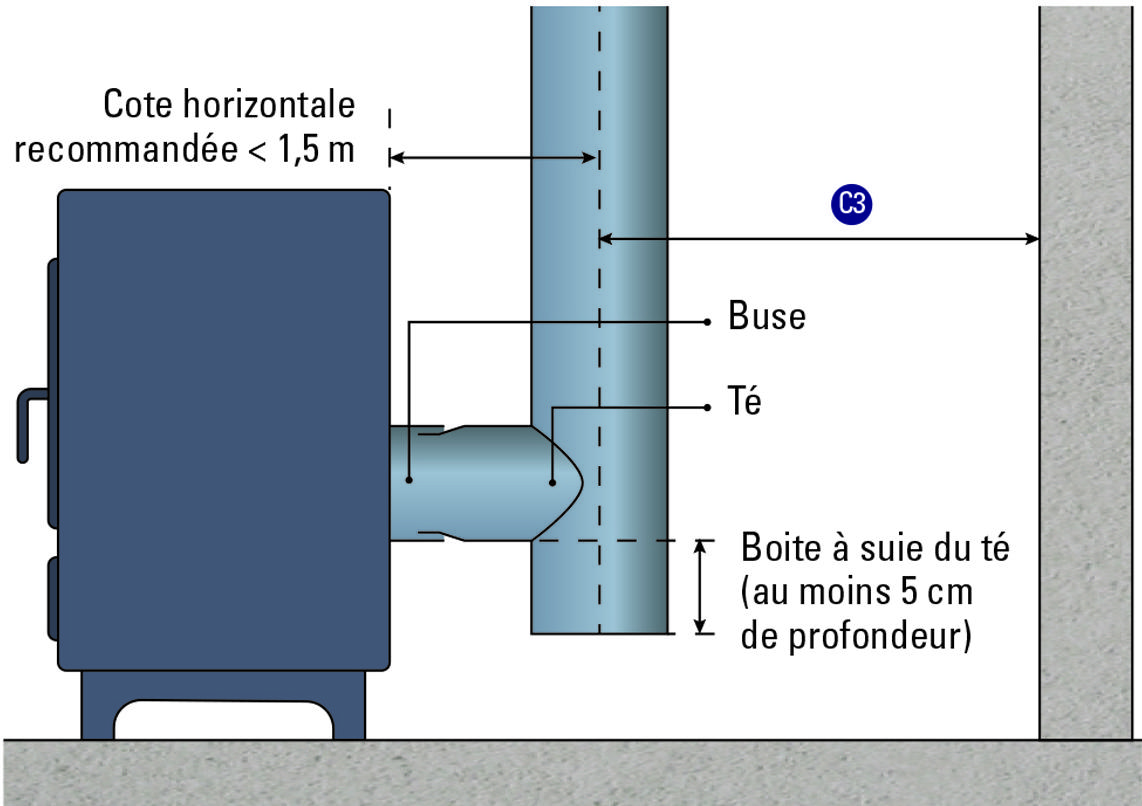 Cote horizontale
recommandée < 1,5 m
C3
Buse
Té
Boite à suie du té
(au moins 5 cm
de profondeur)